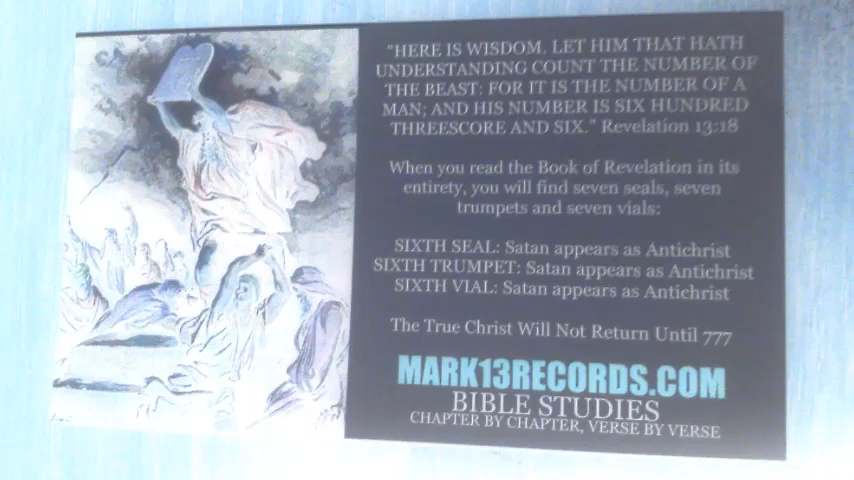 "HERE IS WISDOM. LET HIM THAT HATH
UNDERSTANDING COUNT THE NUMBER OF
THE BEAST: FOR IT IS THE NUMBER OF A
MAN; AND HIS NUMBER IS SIX HUNDRED
THREESCORE AND SIX." Revelation 13:18
When you read the Book of Revelation in its
entirety, you will find seven seals, seven
trumpets and seven vials:
SIXTH SEAL: Satan appears as Antichrist
SIXTH TRUMPET: Satan appears as Antichrist
SIXTH VIAL: Satan appears as Antichrist
The True Christ Will Not Return Until 777
MARK13RECORDS.COM
BIBLE STUDIES
CHAPTER BY CHAPTER, VERSE BY VERSE